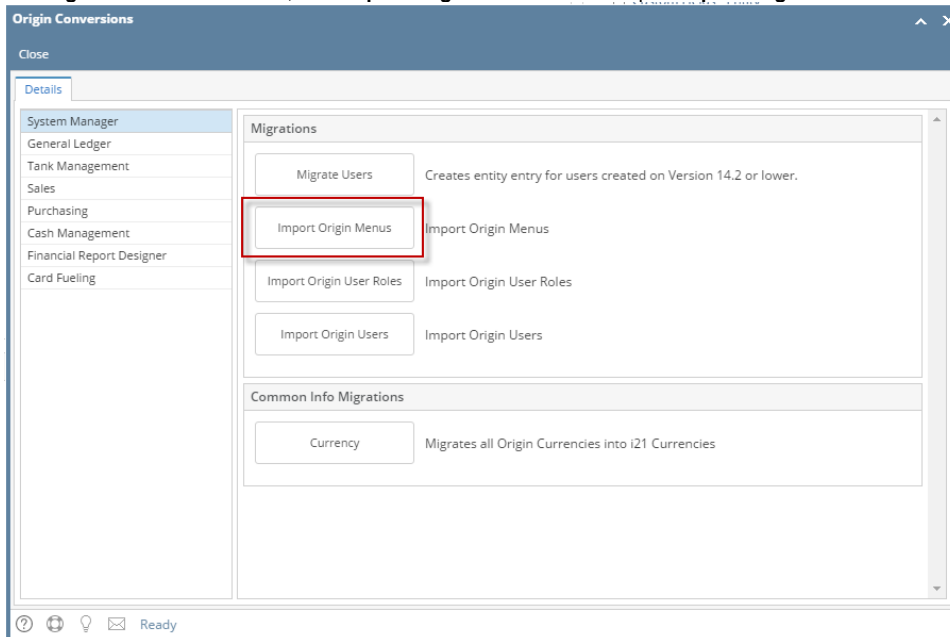 Origin Conversions
Close
Details
System Manager
General Ledger
Tank Management
Sales
Purchasing
Cash Management
Financial Report Designer
Card Fueling
Migrations
Migrate Users Creates entity entry for users created on Version 14.2 or lower.
Import Origin Menus Import Origin Menus
Import Origin User Roles Import Origin User Roles
Import Origin Users Import Origin Users
Common Info Migrations
Currency Migrates all Origin Currencies into i21 Currencies
Ready